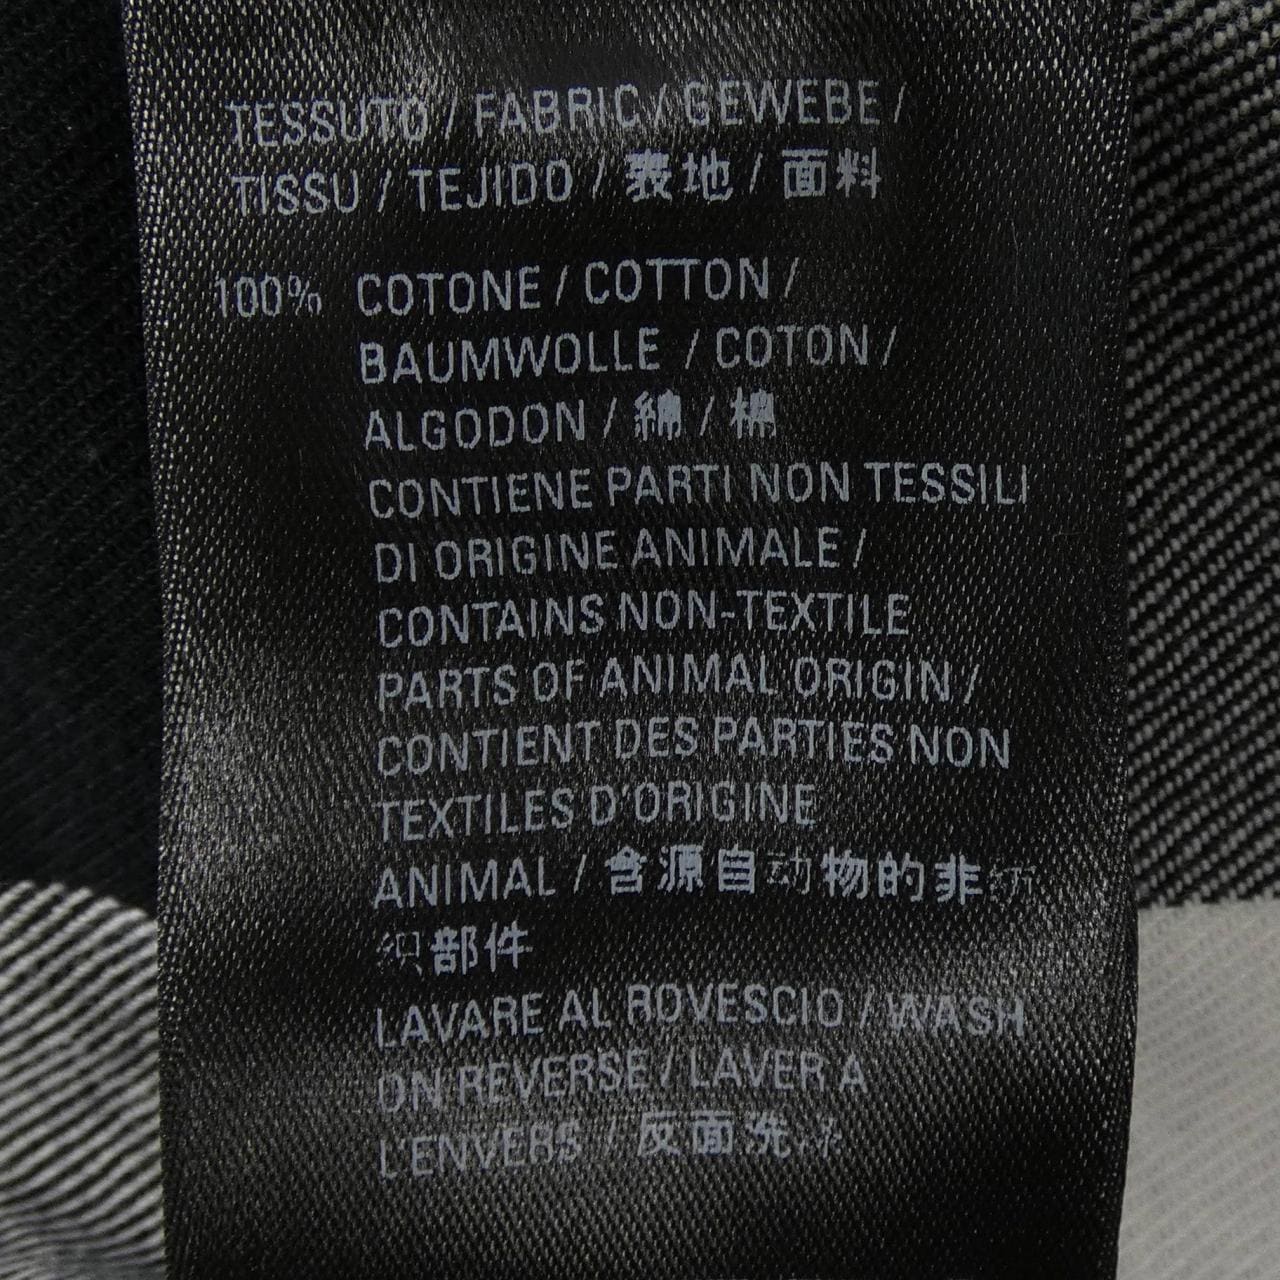 TESSUTO / FABRIC / GEWEBE /
TISSU / TEJIDO / 表地 / 面料
100% COTONE / COTTON /
BAUMWOLLE / COTON /
ALGODON / 綿 / 棉
CONTIENE PARTI NON TESSILI
DI ORIGINE ANIMALE /
CONTAINS NON-TEXTILE
PARTS OF ANIMAL ORIGIN /
CONTIENT DES PARTIES NON
TEXTILES D'ORIGINE
ANIMAL / 含源自动物的非纺
织部件
LAVARE AL ROVESCIO / WASH
ON REVERSE / LAVER A
L'ENVERS / 反面洗涤